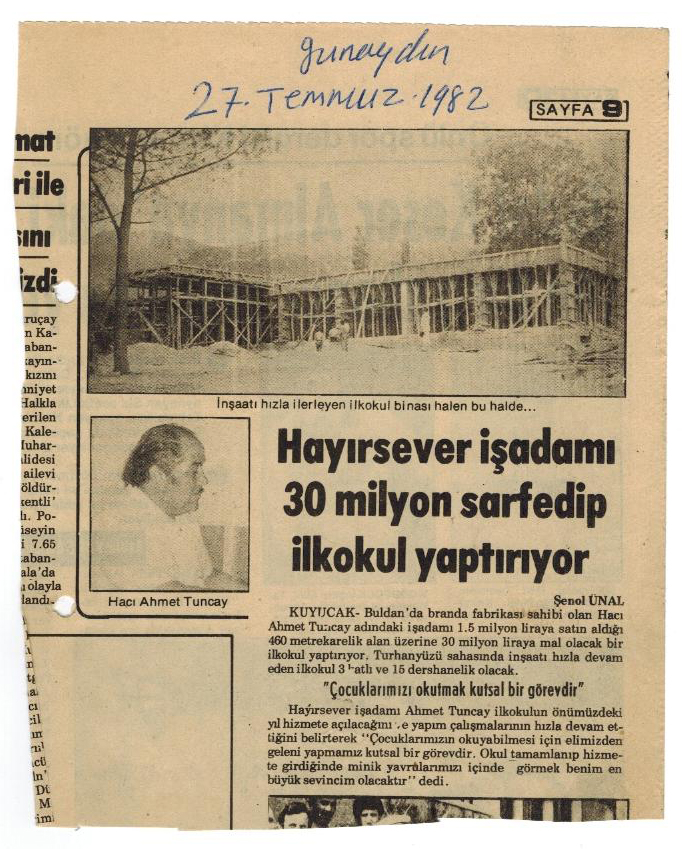 günaydın
27. Temmuz. 1982
SAYFA 9
mat
ri ile
sını
izdi
ruçay
n Ka-
aban-
kayın-
kızını
nniyet
Halkla
erilen
Kale-
Muhar-
lidesi
ailevi
öldür-
kentli'
h. Po-
üseyin
i 7.65
aban-
ala'da
olayla
landı.
İnşaatı hızla ilerleyen ilkokul binası halen bu halde...
Hacı Ahmet Tuncay
Hayırsever işadamı
30 milyon sarfedip
ilkokul yaptırıyor
Şenol ÜNAL
KUYUCAK- Buldan'da branda fabrikası sahibi olan Hacı
Ahmet Tuncay adındaki işadamı 1.5 milyon liraya satın aldığı
460 metrekarelik alan üzerine 30 milyon liraya mal olacak bir
ilkokul yaptırıyor. Turhanyüzü sahasında inşaatı hızla devam
eden ilkokul 3 katlı ve 15 dershanelik olacak.
"Çocuklarımızı okutmak kutsal bir görevdir"
Hayırsever işadamı Ahmet Tuncay ilkokulun önümüzdeki
yıl hizmete açılacağını ve yapım çalışmalarının hızla devam et-
tiğini belirterek "Çocuklarımızın okuyabilmesi için elimizden
geleni yapmamız kutsal bir görevdir. Okul tamamlanıp hizme-
te girdiğinde minik yavrularımızı içinde görmek benim en
büyük sevincim olacaktır" dedi.